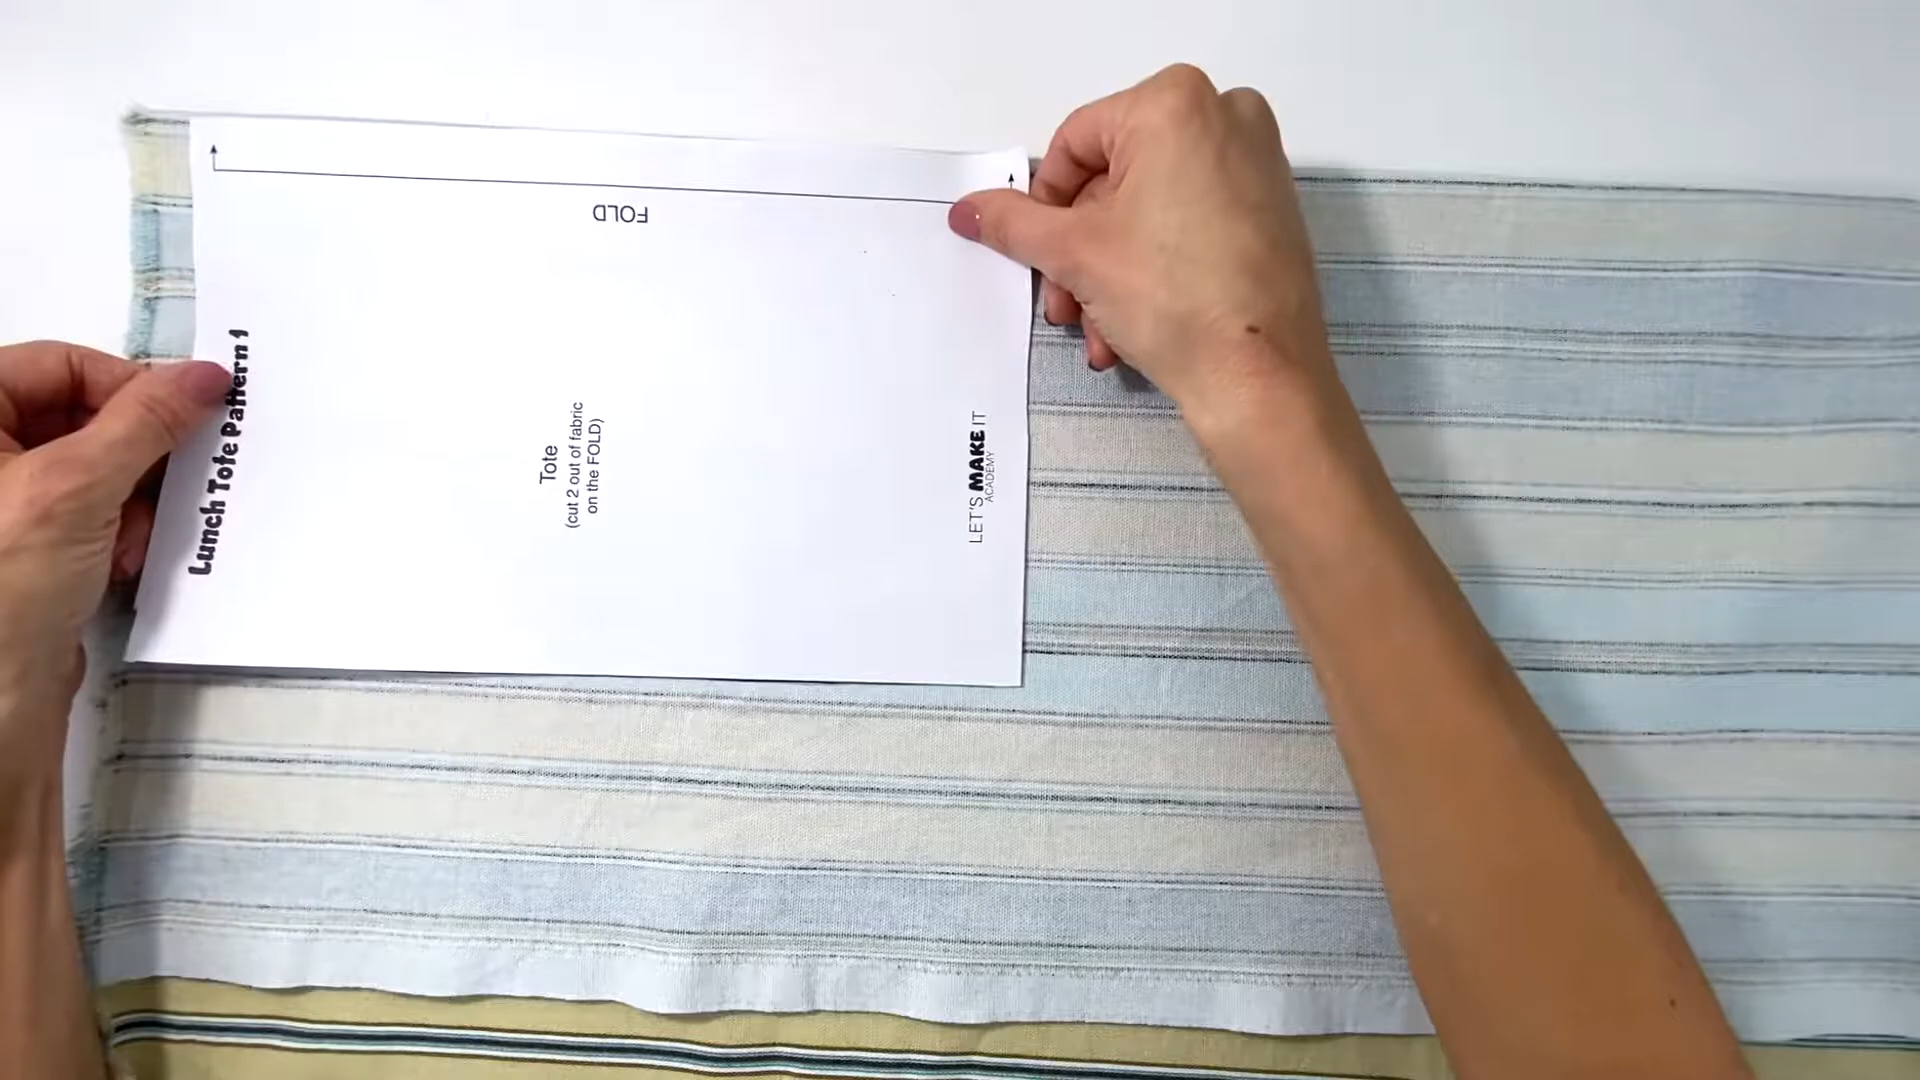 FOLD
Lunch Tote Pattern 1
Tote
(cut 2 out of fabric
on the FOLD)
LET'S MAKE IT
ACADEMY